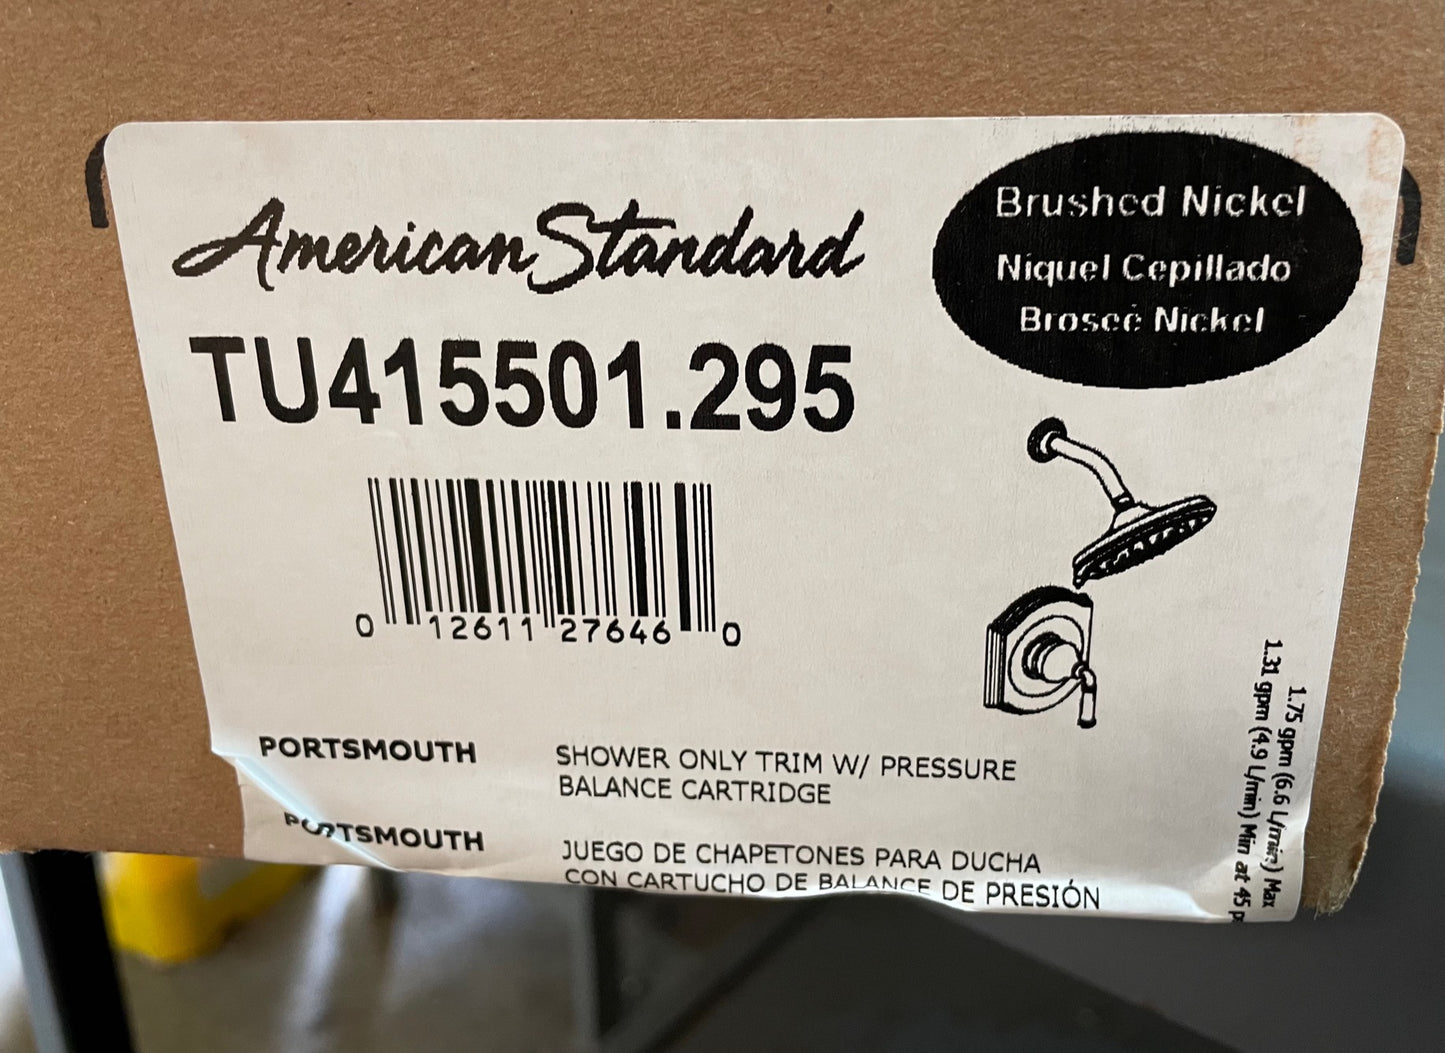 American Standard
Brushed Nickel
Niquel Cepillado
Broseé Nickel
TU415501.295
0 12611 27646 0
PORTSMOUTH
SHOWER ONLY TRIM W/ PRESSURE
BALANCE CARTRIDGE
PORTSMOUTH
JUEGO DE CHAPETONES PARA DUCHA
CON CARTUCHO DE BALANCE DE PRESIÓN
1.75 gpm (6.6 L/min) Max
1.31 gpm (4.9 L/min) Min at 45